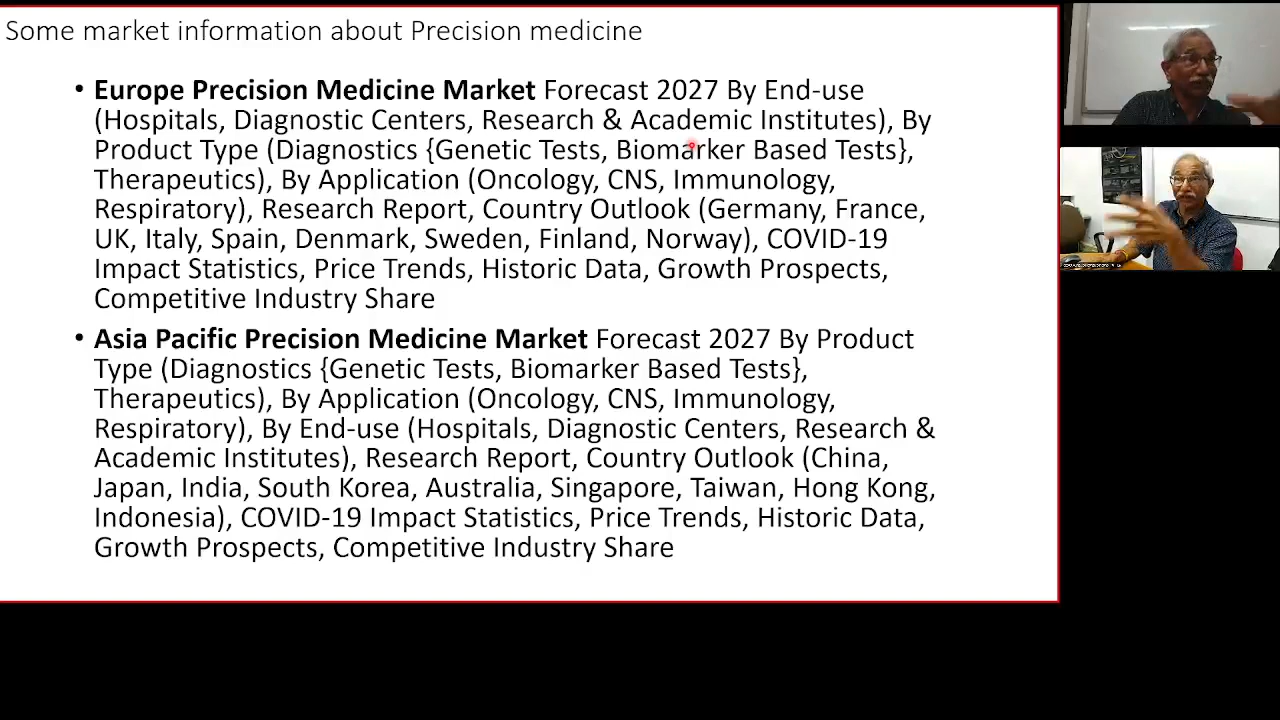 Some market information about Precision medicine
• Europe Precision Medicine Market Forecast 2027 By End-use
(Hospitals, Diagnostic Centers, Research & Academic Institutes), By
Product Type (Diagnostics {Genetic Tests, Biomarker Based Tests},
Therapeutics), By Application (Oncology, CNS, Immunology,
Respiratory), Research Report, Country Outlook (Germany, France,
UK, Italy, Spain, Denmark, Sweden, Finland, Norway), COVID-19
Impact Statistics, Price Trends, Historic Data, Growth Prospects,
Competitive Industry Share
• Asia Pacific Precision Medicine Market Forecast 2027 By Product
Type (Diagnostics {Genetic Tests, Biomarker Based Tests},
Therapeutics), By Application (Oncology, CNS, Immunology,
Respiratory), By End-use (Hospitals, Diagnostic Centers, Research &
Academic Institutes), Research Report, Country Outlook (China,
Japan, India, South Korea, Australia, Singapore, Taiwan, Hong Kong,
Indonesia), COVID-19 Impact Statistics, Price Trends, Historic Data,
Growth Prospects, Competitive Industry Share